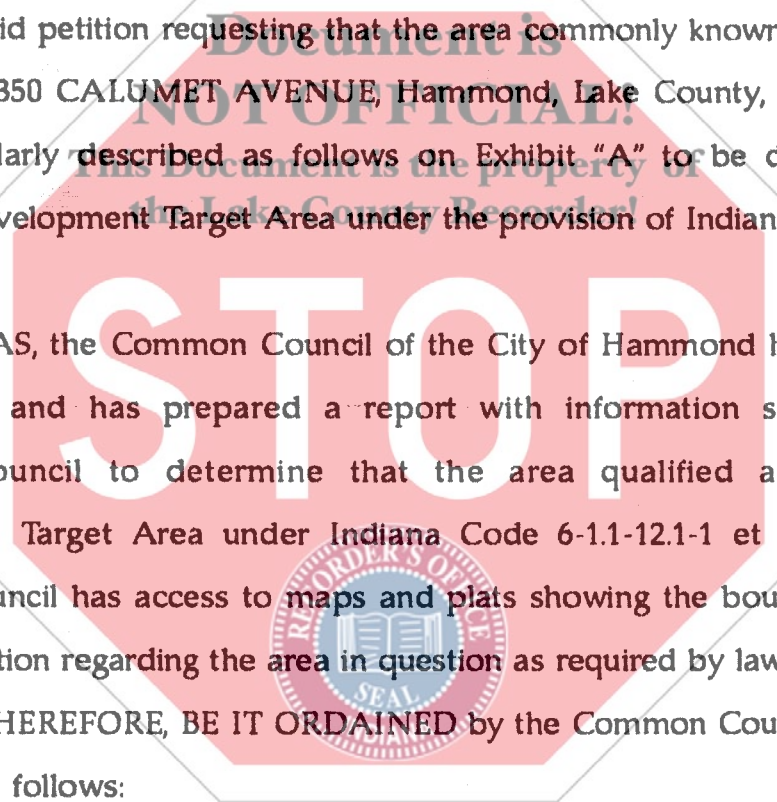 id petition requesting that the area commonly known
Document is
350 CALUMET AVENUE, Hammond, Lake County,
NOT OFFICIAL!
larly described as follows on Exhibit "A" to be d
This Document is the property of
velopment Target Area under the provision of Indian
the Lake County Recorder!
STOP
AS, the Common Council of the City of Hammond h
and has prepared a report with information s
ouncil to determine that the area qualified a
Target Area under Indiana Code 6-1.1-12.1-1 et
uncil has access to maps and plats showing the bou
tion regarding the area in question as required by law
HEREFORE, BE IT ORDAINED by the Common Cou
follows:
RECORDER'S OFFICE
SEAL
INDIANA